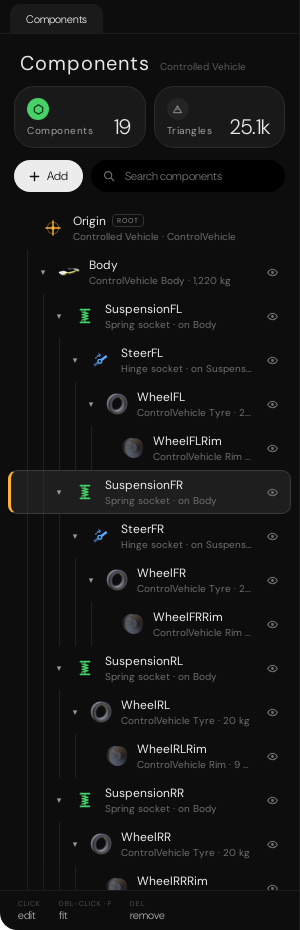 Components
Components Controlled Vehicle
Components 19
Triangles 25.1k
+ Add
Search components
Origin ROOT
Controlled Vehicle · ControlVehicle
Body
ControlVehicle Body · 1,220 kg
SuspensionFL
Spring socket · on Body
SteerFL
Hinge socket · on Suspens...
WheelFL
ControlVehicle Tyre · 2...
WheelFLRim
ControlVehicle Rim ...
SuspensionFR
Spring socket · on Body
SteerFR
Hinge socket · on Suspens...
WheelFR
ControlVehicle Tyre · 2...
WheelFRRim
ControlVehicle Rim ...
SuspensionRL
Spring socket · on Body
WheelRL
ControlVehicle Tyre · 20 kg
WheelRLRim
ControlVehicle Rim · 9 ...
SuspensionRR
Spring socket · on Body
WheelRR
ControlVehicle Tyre · 20 kg
WheelRRRim
CLICK DBL-CLICK · F DEL
edit fit remove